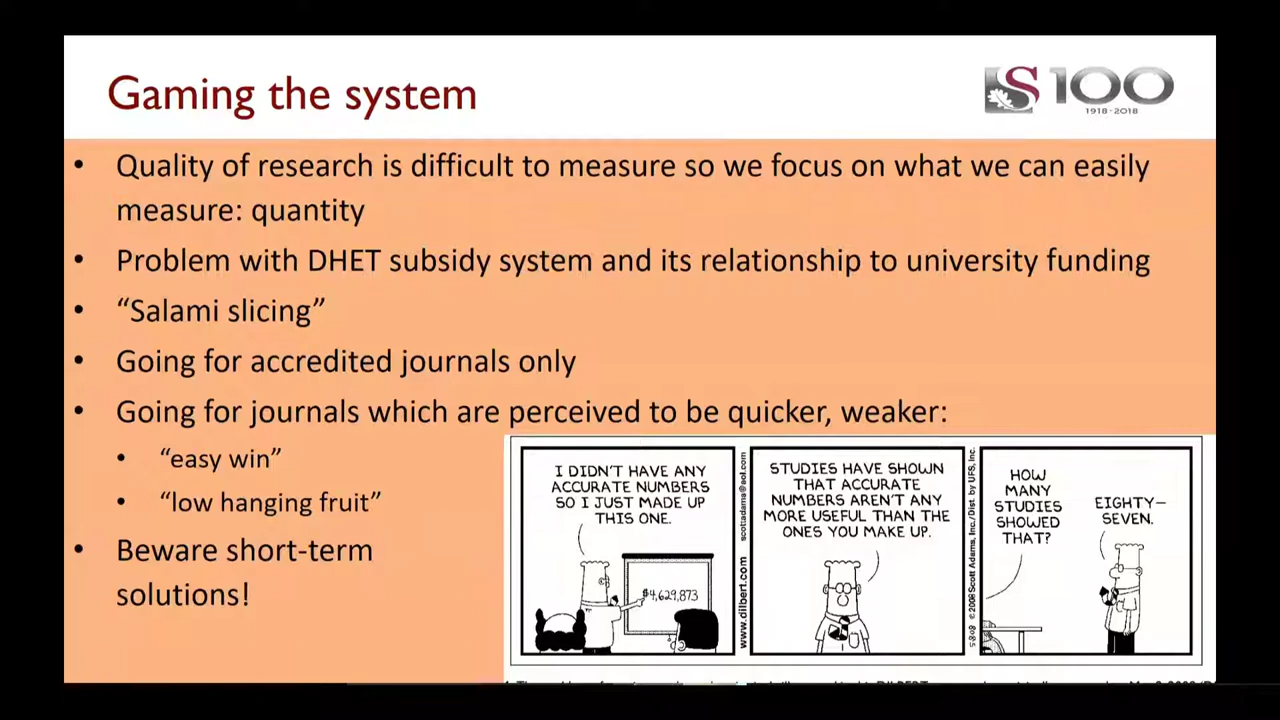 Gaming the system
S100
1918 · 2018
• Quality of research is difficult to measure so we focus on what we can easily
measure: quantity
• Problem with DHET subsidy system and its relationship to university funding
• “Salami slicing”
• Going for accredited journals only
• Going for journals which are perceived to be quicker, weaker:
• “easy win”
• “low hanging fruit”
• Beware short-term
solutions!
I DIDN'T HAVE ANY
ACCURATE NUMBERS
SO I JUST MADE UP
THIS ONE.
$4,629,873
www.dilbert.com scottadams@aol.com
STUDIES HAVE SHOWN
THAT ACCURATE
NUMBERS AREN'T ANY
MORE USEFUL THAN THE
ONES YOU MAKE UP.
5-8-08 ©2008 Scott Adams, Inc./Dist. by UFS, Inc.
HOW
MANY
STUDIES
SHOWED
THAT?
EIGHTY-
SEVEN.